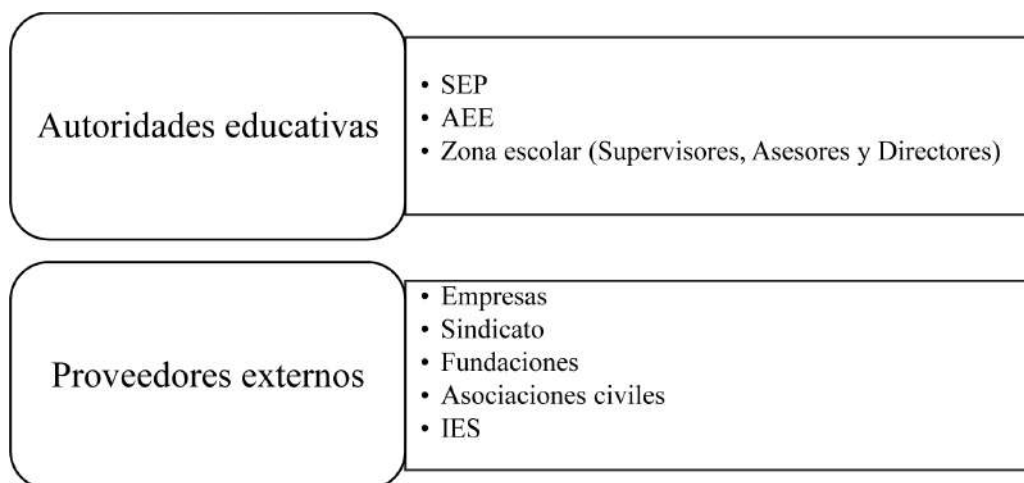 Autoridades educativas
• SEP
• AEE
• Zona escolar (Supervisores, Asesores y Directores)
Proveedores externos
• Empresas
• Sindicato
• Fundaciones
• Asociaciones civiles
• IES